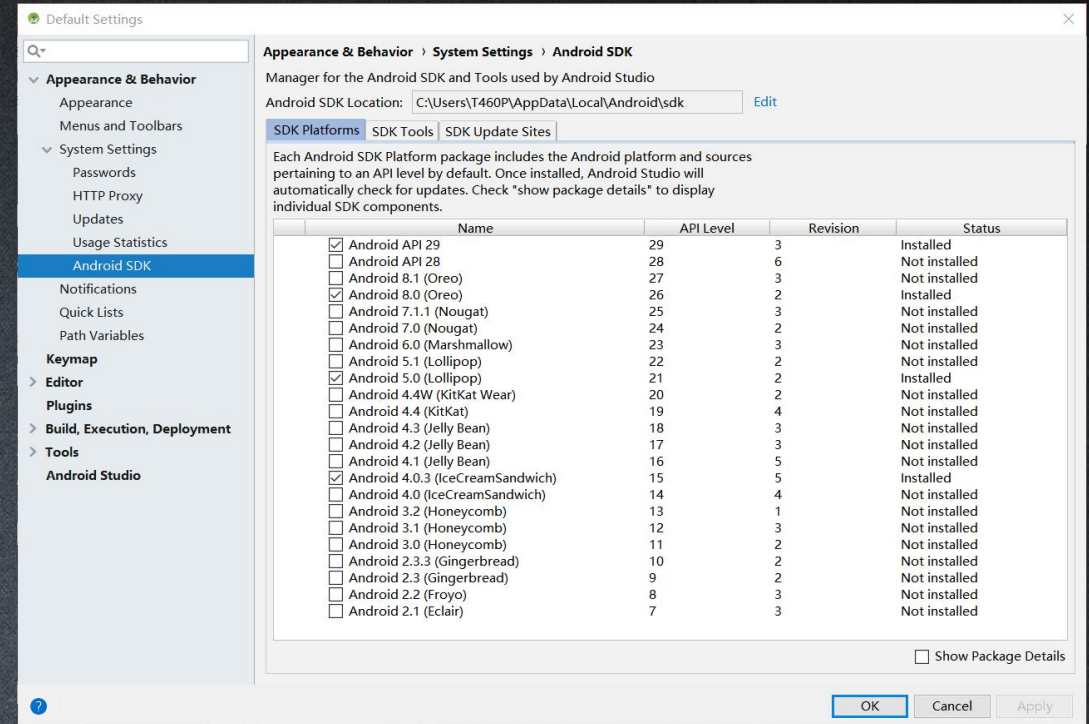 Default Settings
Appearance & Behavior
Appearance
Menus and Toolbars
System Settings
Passwords
HTTP Proxy
Updates
Usage Statistics
Android SDK
Notifications
Quick Lists
Path Variables
Keymap
Editor
Plugins
Build, Execution, Deployment
Tools
Android Studio
Appearance & Behavior › System Settings › Android SDK
Manager for the Android SDK and Tools used by Android Studio
Android SDK Location: C:\Users\T460P\AppData\Local\Android\sdk Edit
SDK Platforms SDK Tools SDK Update Sites
Each Android SDK Platform package includes the Android platform and sources
pertaining to an API level by default. Once installed, Android Studio will
automatically check for updates. Check "show package details" to display
individual SDK components.
Name API Level Revision Status
Android API 29 29 3 Installed
Android API 28 28 6 Not installed
Android 8.1 (Oreo) 27 3 Not installed
Android 8.0 (Oreo) 26 2 Installed
Android 7.1.1 (Nougat) 25 3 Not installed
Android 7.0 (Nougat) 24 2 Not installed
Android 6.0 (Marshmallow) 23 3 Not installed
Android 5.1 (Lollipop) 22 2 Not installed
Android 5.0 (Lollipop) 21 2 Installed
Android 4.4W (KitKat Wear) 20 2 Not installed
Android 4.4 (KitKat) 19 4 Not installed
Android 4.3 (Jelly Bean) 18 3 Not installed
Android 4.2 (Jelly Bean) 17 3 Not installed
Android 4.1 (Jelly Bean) 16 5 Not installed
Android 4.0.3 (IceCreamSandwich) 15 5 Installed
Android 4.0 (IceCreamSandwich) 14 4 Not installed
Android 3.2 (Honeycomb) 13 1 Not installed
Android 3.1 (Honeycomb) 12 3 Not installed
Android 3.0 (Honeycomb) 11 2 Not installed
Android 2.3.3 (Gingerbread) 10 2 Not installed
Android 2.3 (Gingerbread) 9 2 Not installed
Android 2.2 (Froyo) 8 3 Not installed
Android 2.1 (Eclair) 7 3 Not installed
Show Package Details
? OK Cancel Apply